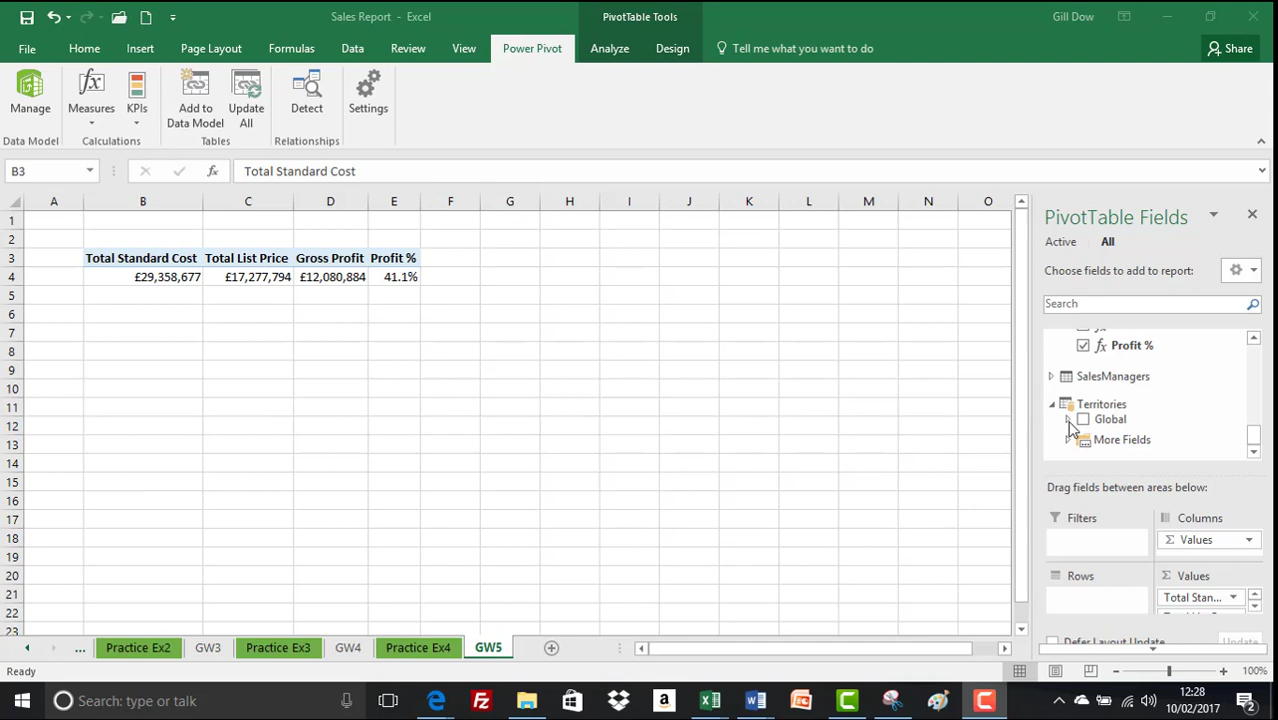 Sales Report - Excel
PivotTable Tools
Gill Dow
File
Home
Insert
Page Layout
Formulas
Data
Review
View
Power Pivot
Analyze
Design
Tell me what you want to do
Share
Manage
Measures
KPIs
Add to
Data Model
Update
All
Detect
Settings
Data Model
Calculations
Tables
Relationships
B3
fx
Total Standard Cost
A B C D E F G H I J K L M N O
1
2
3 Total Standard Cost Total List Price Gross Profit Profit %
4 £29,358,677 £17,277,794 £12,080,884 41.1%
5
6
7
8
9
10
11
12
13
14
15
16
17
18
19
20
21
22
23
PivotTable Fields
Active All
Choose fields to add to report:
Search
fx Profit %
SalesManagers
Territories
Global
More Fields
Drag fields between areas below:
Filters
Columns
Σ Values
Rows
Σ Values
Total Stan...
Defer Layout Update
Update
... Practice Ex2 GW3 Practice Ex3 GW4 Practice Ex4 GW5
Ready
100%
Search: text or command
12:28
10/02/2017
2